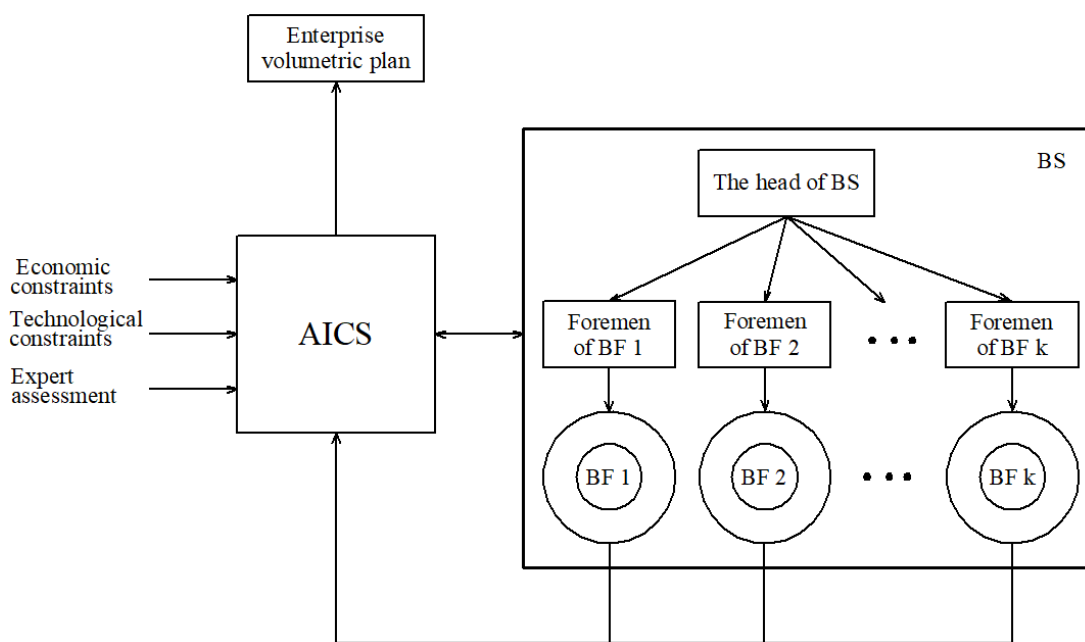 Enterprise
volumetric plan
BS
The head of BS
Economic
constraints
Technological
constraints
Expert
assessment
AICS
Foremen
of BF 1
Foremen
of BF 2
• • •
Foremen
of BF k
BF 1
BF 2
• • •
BF k